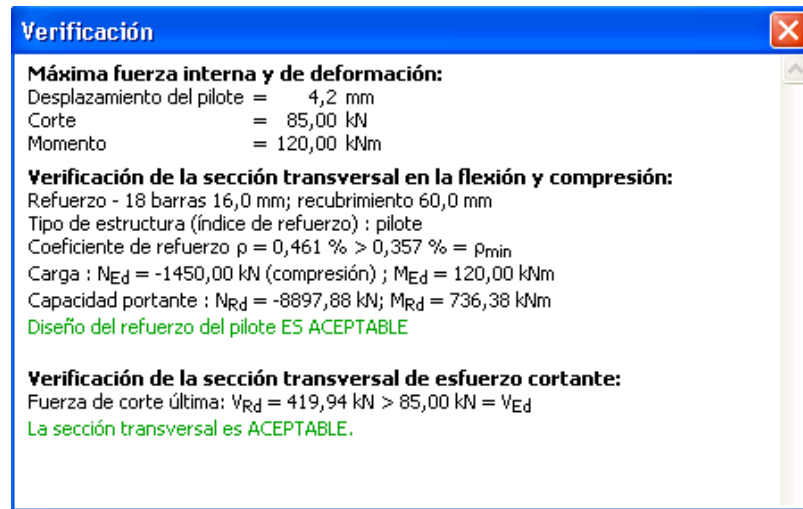 Verificación
Máxima fuerza interna y de deformación:
Desplazamiento del pilote = 4,2 mm
Corte = 85,00 kN
Momento = 120,00 kNm
Verificación de la sección transversal en la flexión y compresión:
Refuerzo - 18 barras 16,0 mm; recubrimiento 60,0 mm
Tipo de estructura (índice de refuerzo) : pilote
Coeficiente de refuerzo ρ = 0,461 % > 0,357 % = ρmin
Carga : NEd = -1450,00 kN (compresión) ; MEd = 120,00 kNm
Capacidad portante : NRd = -8897,88 kN; MRd = 736,38 kNm
Diseño del refuerzo del pilote ES ACEPTABLE
Verificación de la sección transversal de esfuerzo cortante:
Fuerza de corte última: VRd = 419,94 kN > 85,00 kN = VEd
La sección transversal es ACEPTABLE.